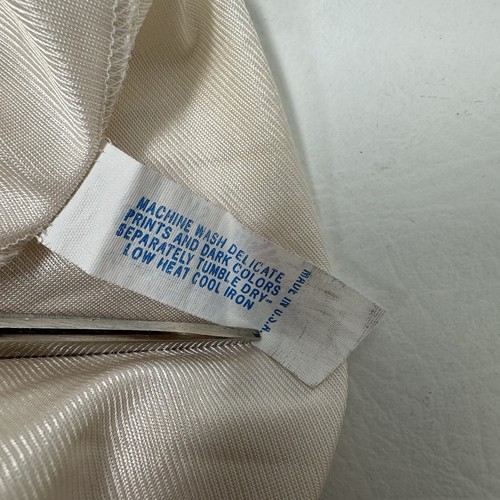 MACHINE WASH DELICATE
PRINTS AND DARK COLORS
SEPARATELY TUMBLE DRY-
LOW HEAT COOL IRON
MADE IN U.S.A.